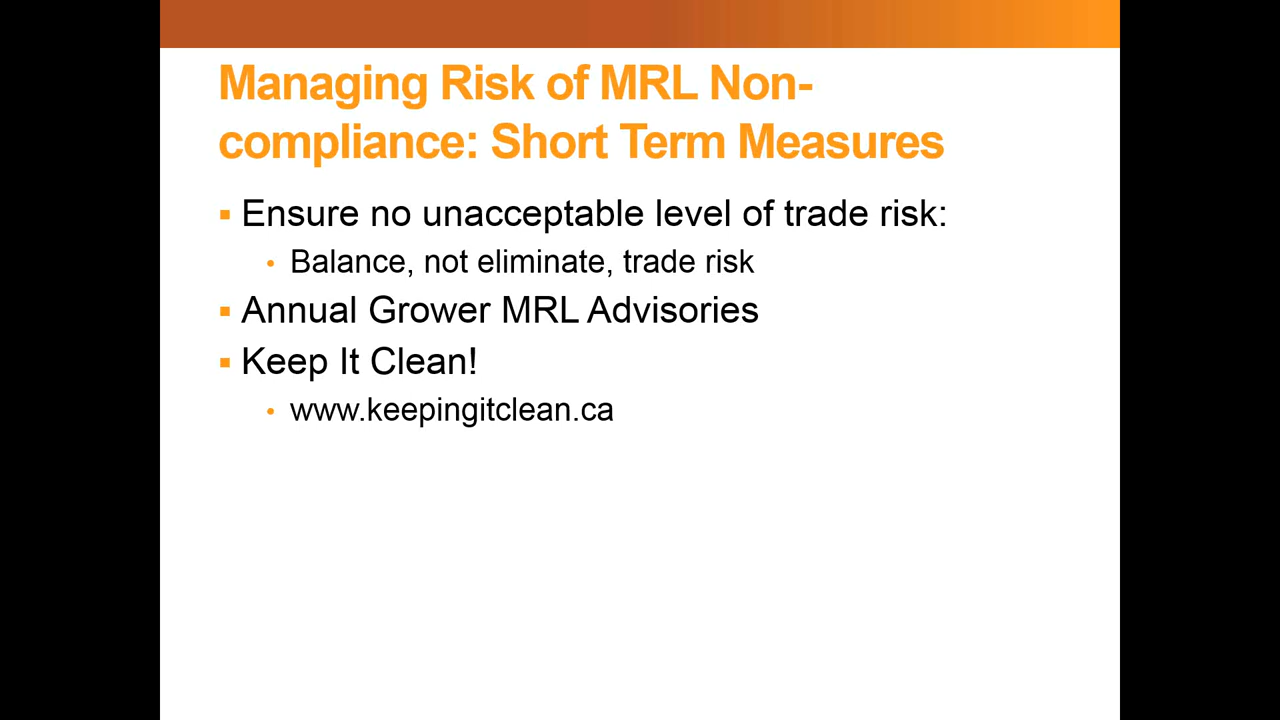 Managing Risk of MRL Non-
compliance: Short Term Measures
Ensure no unacceptable level of trade risk:
Balance, not eliminate, trade risk
Annual Grower MRL Advisories
Keep It Clean!
www.keepingitclean.ca